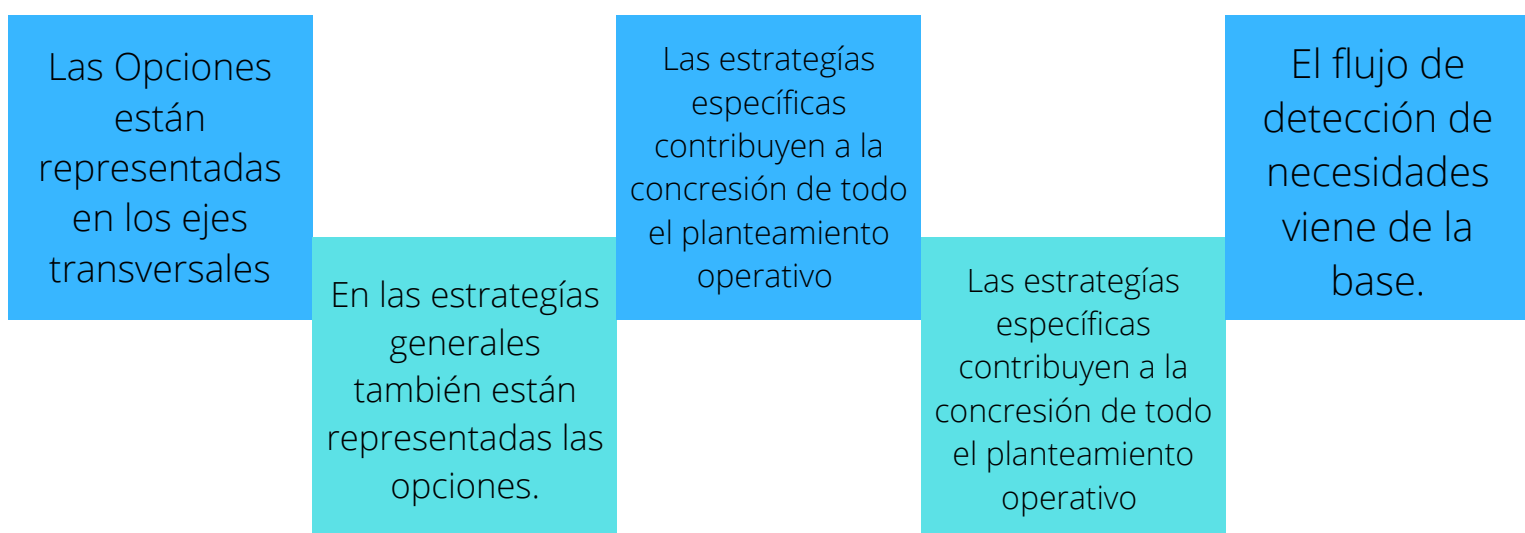 Las Opciones
están
representadas
en los ejes
transversales
En las estrategías
generales
también están
representadas las
opciones.
Las estrategías
específicas
contribuyen a la
concresión de todo
el planteamiento
operativo
Las estrategías
específicas
contribuyen a la
concresión de todo
el planteamiento
operativo
El flujo de
detección de
necesidades
viene de la
base.